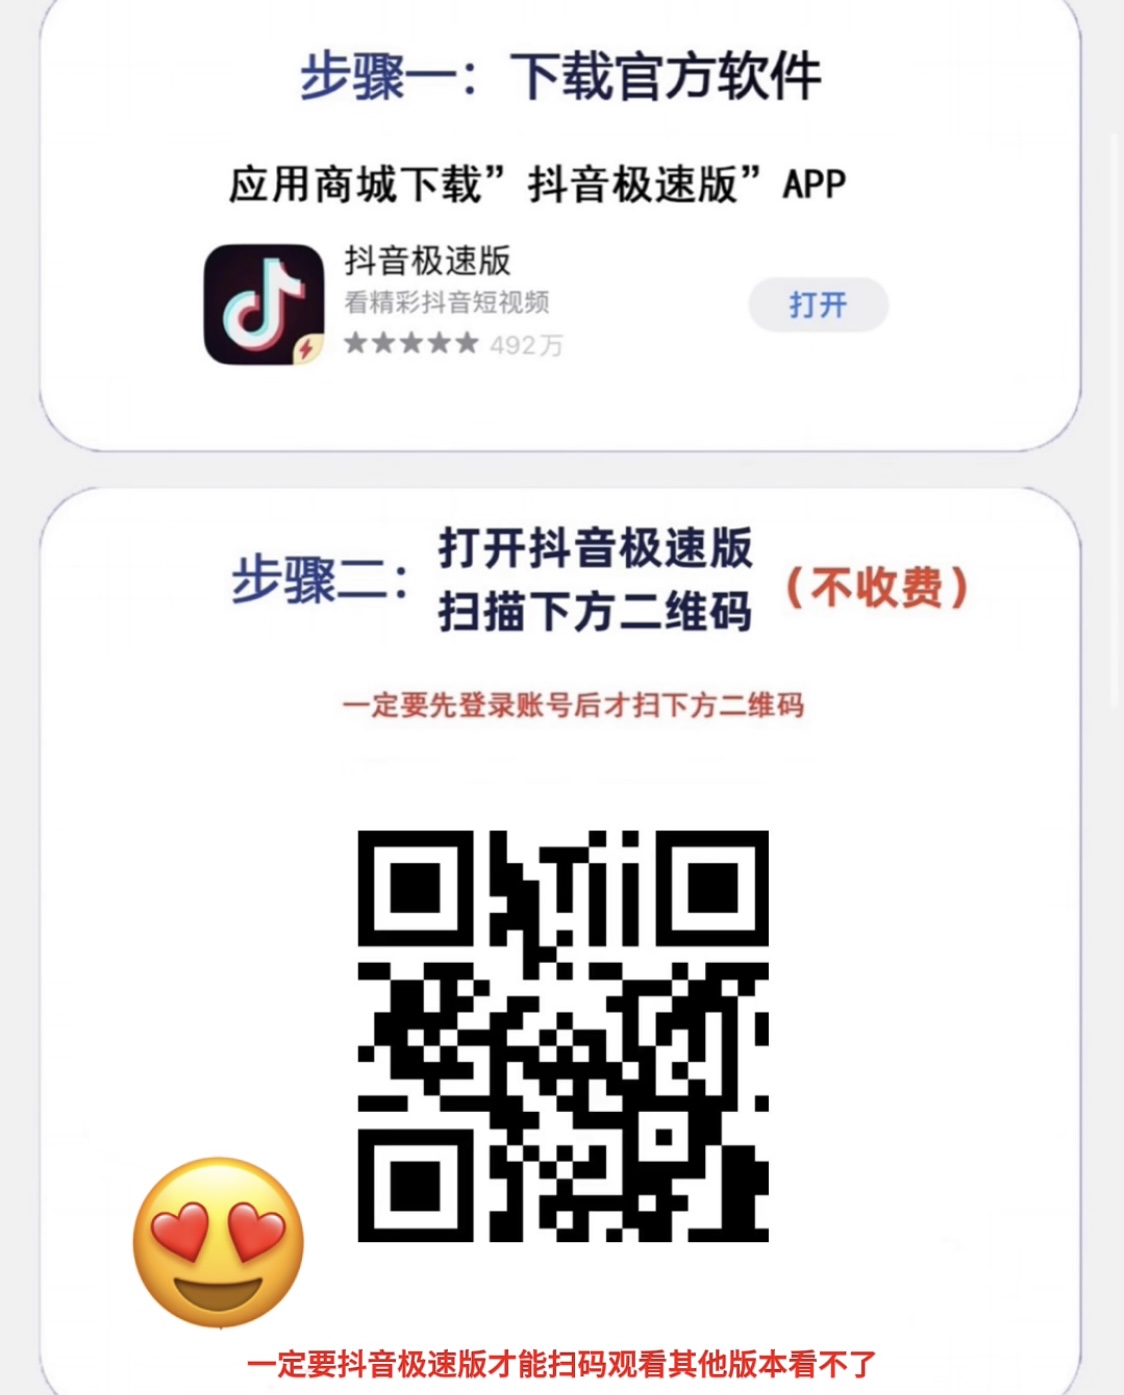 步骤一：下载官方软件
应用商城下载”抖音极速版”APP
抖音极速版
看精彩抖音短视频
★★★★★ 492万
打开
步骤二：
打开抖音极速版
扫描下方二维码
（不收费）
一定要先登录账号后才扫下方二维码
一定要抖音极速版才能扫码观看其他版本看不了